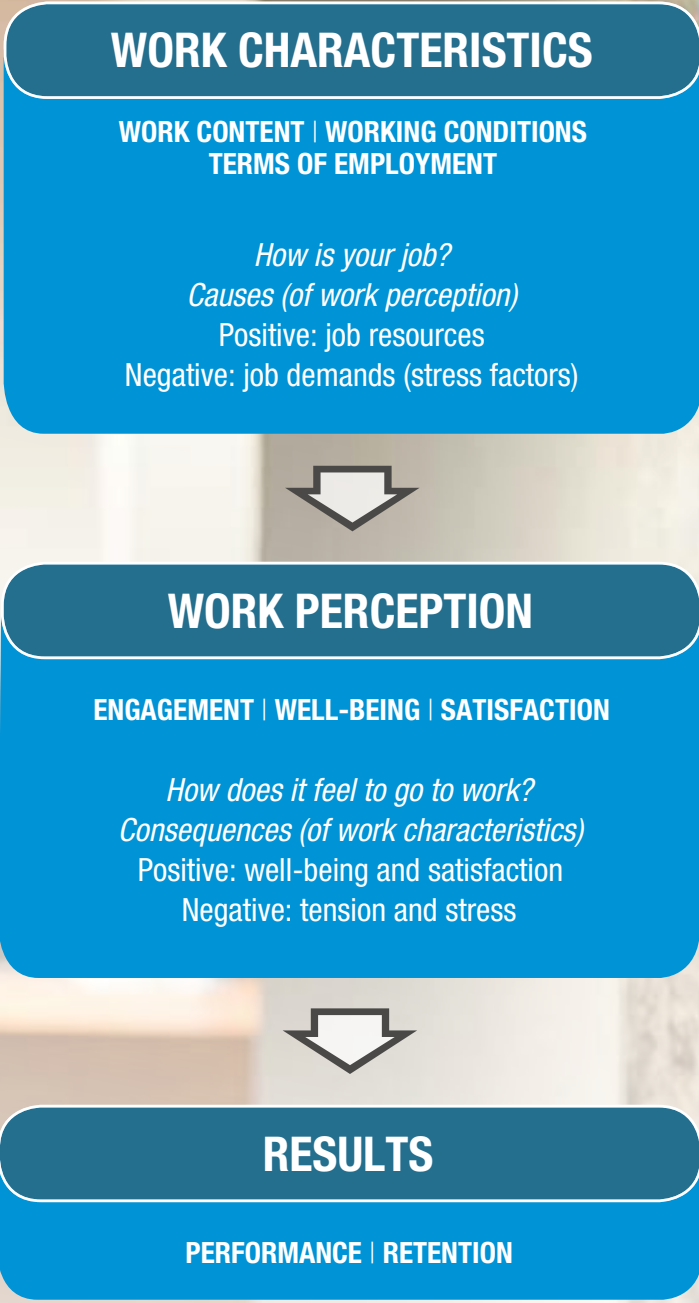 WORK CHARACTERISTICS
WORK CONTENT | WORKING CONDITIONS
TERMS OF EMPLOYMENT
How is your job?
Causes (of work perception)
Positive: job resources
Negative: job demands (stress factors)
WORK PERCEPTION
ENGAGEMENT | WELL-BEING | SATISFACTION
How does it feel to go to work?
Consequences (of work characteristics)
Positive: well-being and satisfaction
Negative: tension and stress
RESULTS
PERFORMANCE | RETENTION